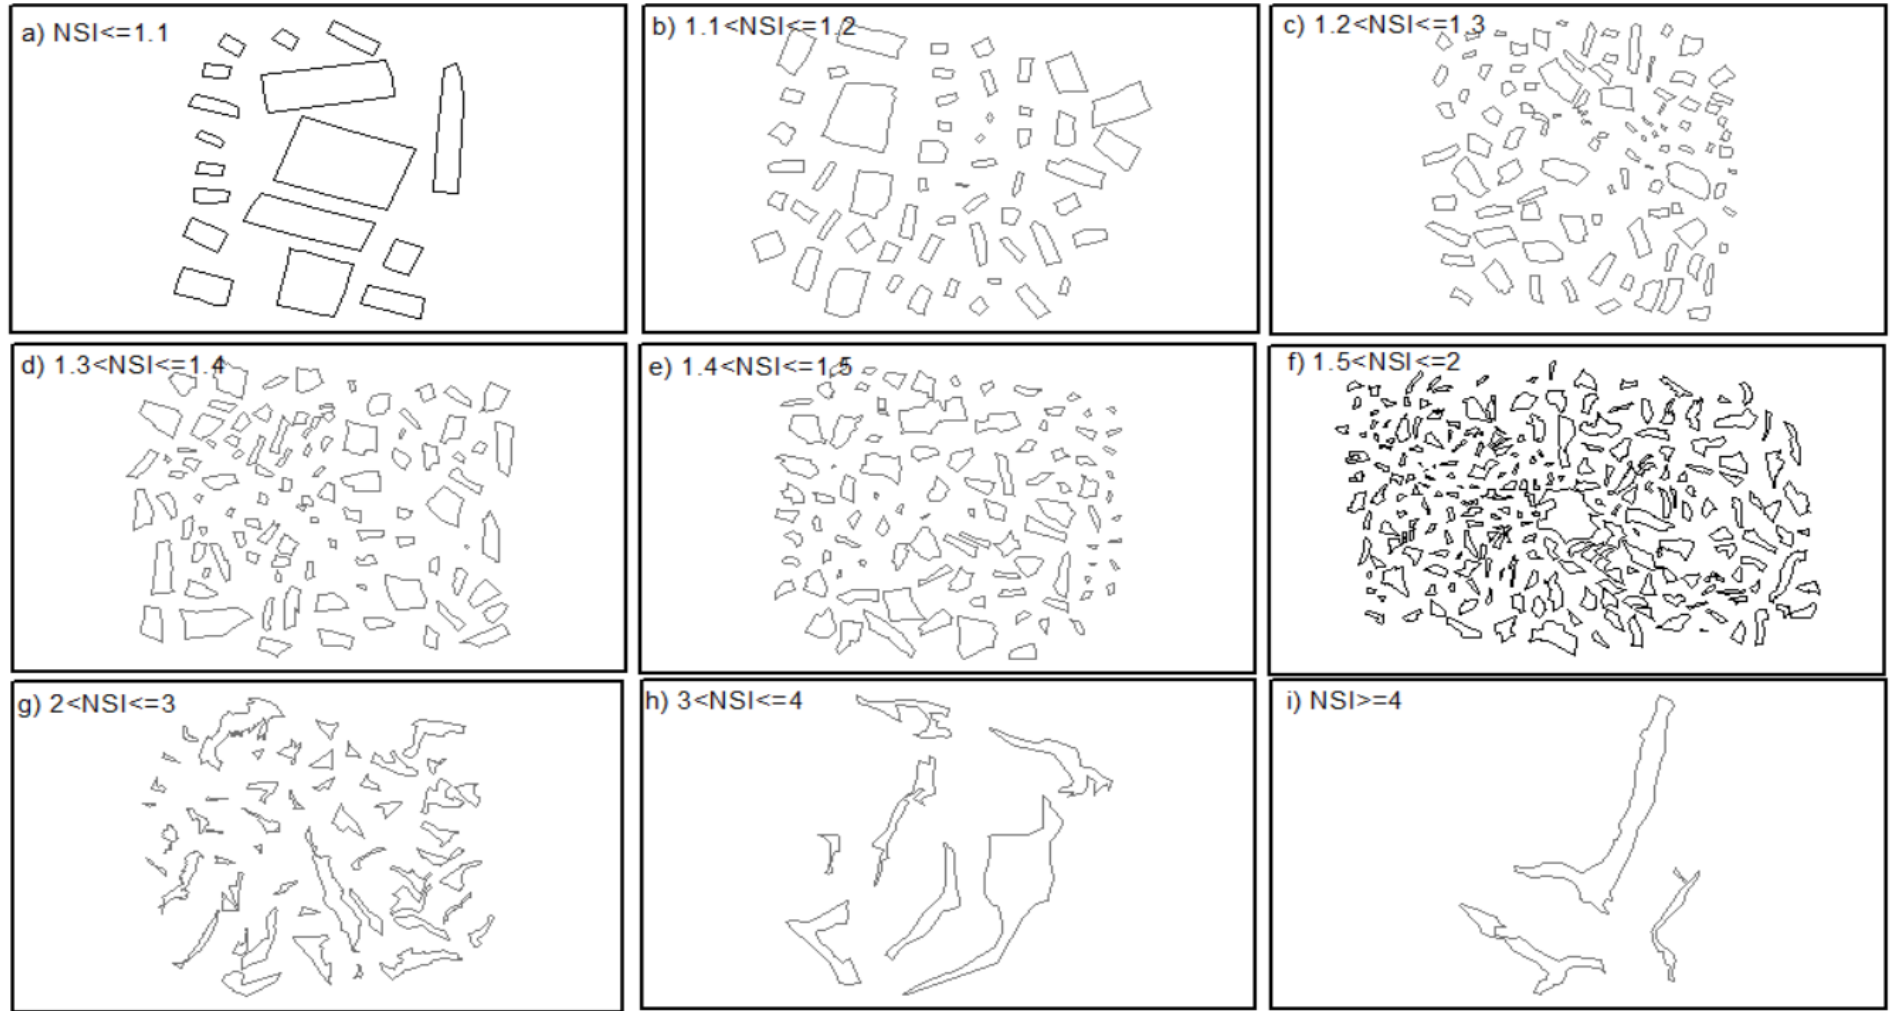 a) NSI<=1.1
b) 1.1<NSI<=1.2
c) 1.2<NSI<=1.3
d) 1.3<NSI<=1.4
e) 1.4<NSI<=1.5
f) 1.5<NSI<=2
g) 2<NSI<=3
h) 3<NSI<=4
i) NSI>=4